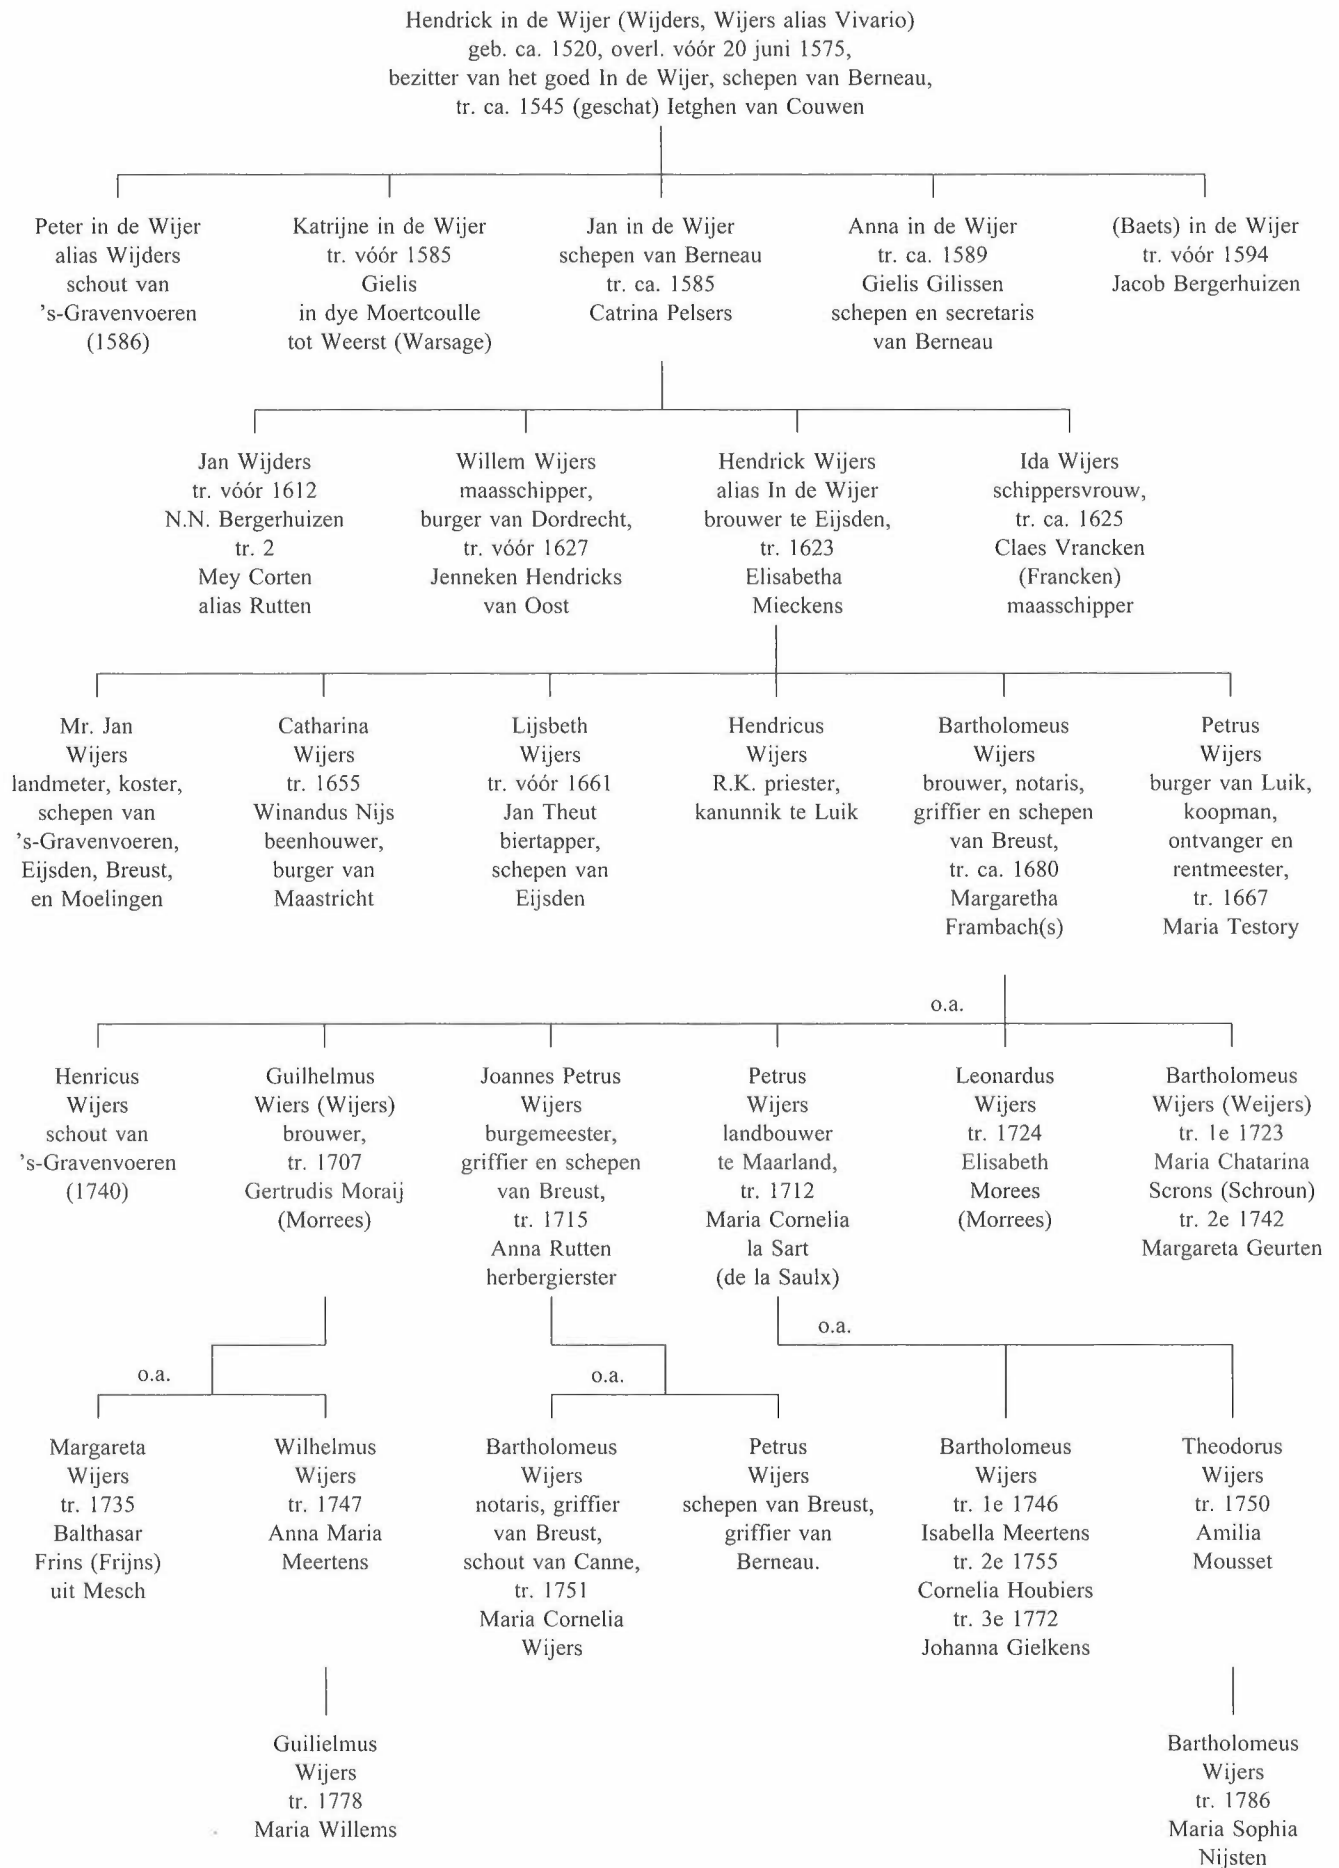 Hendrick in de Wijer (Wijders, Wijers alias Vivario)
geb. ca. 1520, overl. vóór 20 juni 1575,
bezitter van het goed In de Wijer, schepen van Berneau,
tr. ca. 1545 (geschat) Ietghen van Couwen
Peter in de Wijer
alias Wijders
schout van
's-Gravenvoeren
(1586)
Katrijne in de Wijer
tr. vóór 1585
Gielis
in dye Moertcoulle
tot Weerst (Warsage)
Jan in de Wijer
schepen van Berneau
tr. ca. 1585
Catrina Pelsers
Anna in de Wijer
tr. ca. 1589
Gielis Gilissen
schepen en secretaris
van Berneau
(Baets) in de Wijer
tr. vóór 1594
Jacob Bergerhuizen
Jan Wijders
tr. vóór 1612
N.N. Bergerhuizen
tr. 2
Mey Corten
alias Rutten
Willem Wijers
maasschipper,
burger van Dordrecht,
tr. vóór 1627
Jenneken Hendricks
van Oost
Hendrick Wijers
alias In de Wijer
brouwer te Eijsden,
tr. 1623
Elisabetha
Mieckens
Ida Wijers
schippersvrouw,
tr. ca. 1625
Claes Vrancken
(Francken)
maasschipper
Mr. Jan
Wijers
landmeter, koster,
schepen van
's-Gravenvoeren,
Eijsden, Breust,
en Moelingen
Catharina
Wijers
tr. 1655
Winandus Nijs
beenhouwer,
burger van
Maastricht
Lijsbeth
Wijers
tr. vóór 1661
Jan Theut
biertapper,
schepen van
Eijsden
Hendricus
Wijers
R.K. priester,
kanunnik te Luik
Bartholomeus
Wijers
brouwer, notaris,
griffier en schepen
van Breust,
tr. ca. 1680
Margaretha
Frambach(s)
Petrus
Wijers
burger van Luik,
koopman,
ontvanger en
rentmeester,
tr. 1667
Maria Testory
o.a.
Henricus
Wijers
schout van
's-Gravenvoeren
(1740)
Guilhelmus
Wiers (Wijers)
brouwer,
tr. 1707
Gertrudis Moraij
(Morrees)
Joannes Petrus
Wijers
burgemeester,
griffier en schepen
van Breust,
tr. 1715
Anna Rutten
herbergierster
Petrus
Wijers
landbouwer
te Maarland,
tr. 1712
Maria Cornelia
la Sart
(de la Saulx)
Leonardus
Wijers
tr. 1724
Elisabeth
Morees
(Morrees)
Bartholomeus
Wijers (Weijers)
tr. 1e 1723
Maria Chatarina
Scrons (Schroun)
tr. 2e 1742
Margareta Geurten
o.a.
o.a.
o.a.
Margareta
Wijers
tr. 1735
Balthasar
Frins (Frijns)
uit Mesch
Wilhelmus
Wijers
tr. 1747
Anna Maria
Meertens
Bartholomeus
Wijers
notaris, griffier
van Breust,
schout van Canne,
tr. 1751
Maria Cornelia
Wijers
Petrus
Wijers
schepen van Breust,
griffier van
Berneau.
Bartholomeus
Wijers
tr. 1e 1746
Isabella Meertens
tr. 2e 1755
Cornelia Houbiers
tr. 3e 1772
Johanna Gielkens
Theodorus
Wijers
tr. 1750
Amilia
Mousset
Guilielmus
Wijers
tr. 1778
Maria Willems
Bartholomeus
Wijers
tr. 1786
Maria Sophia
Nijsten